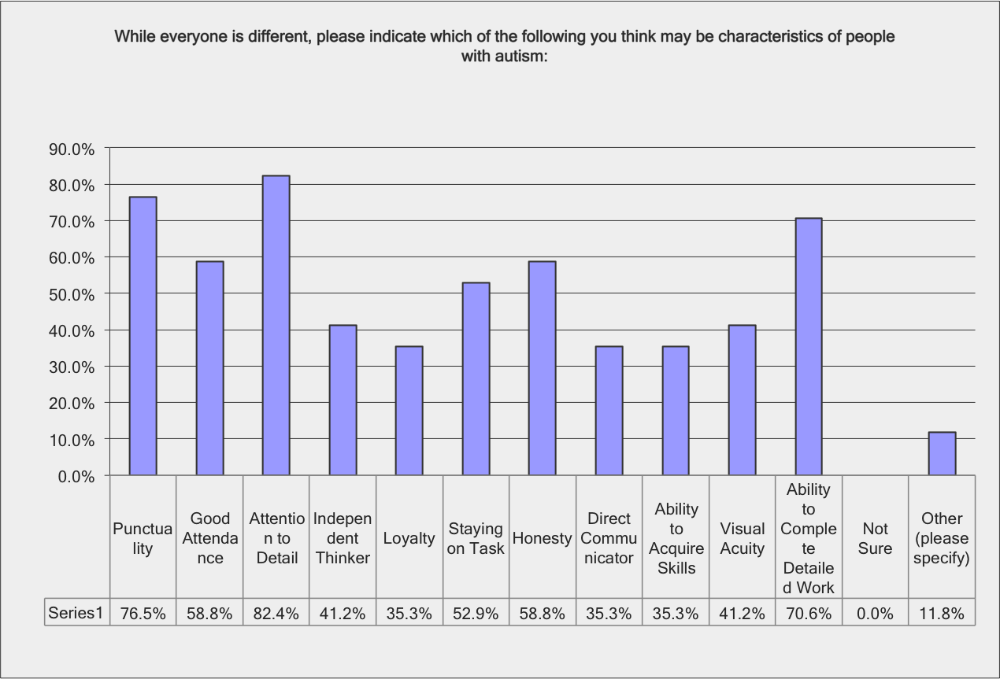 While everyone is different, please indicate which of the following you think may be characteristics of people
with autism:
90.0%
80.0%
70.0%
60.0%
50.0%
40.0%
30.0%
20.0%
10.0%
0.0%
Punctua
lity
Good
Attenda
nce
Attentio
n to
Detail
Indepen
dent
Thinker
Loyalty
Staying
on Task
Honesty
Direct
Commu
nicator
Ability
to
Acquire
Skills
Visual
Acuity
Ability
to
Comple
te
Detaile
d Work
Not
Sure
Other
(please
specify)
Series1 76.5% 58.8% 82.4% 41.2% 35.3% 52.9% 58.8% 35.3% 35.3% 41.2% 70.6% 0.0% 11.8%